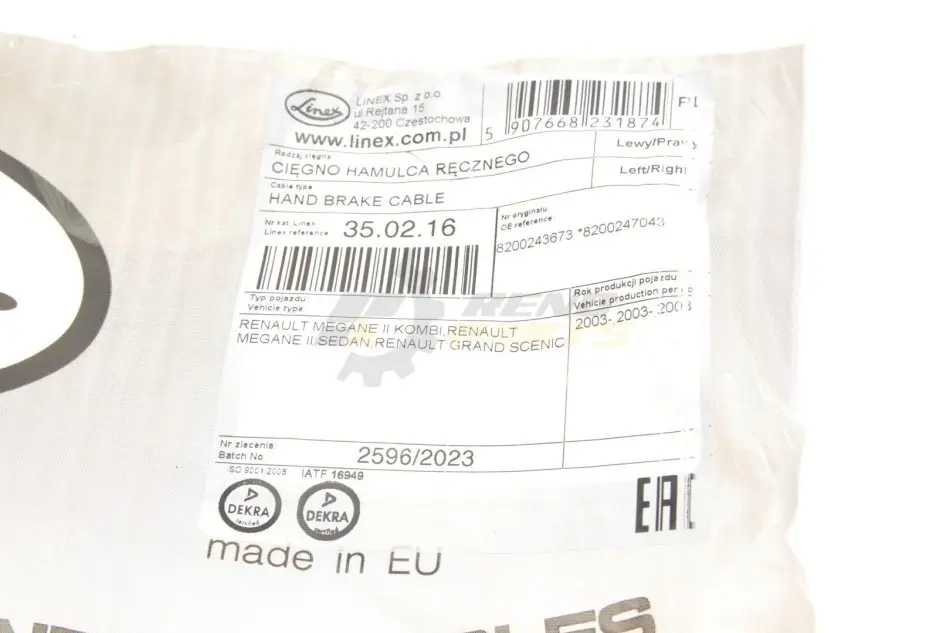 Linex
LINEX Sp. z o.o
ul Rejtana 15
42-200 Częstochowa
www.linex.com.pl
5 907668 231874
PL
Rodzaj cięgna
CIĘGNO HAMULCA RĘCZNEGO
Lewy/Prawy
Cable type
HAND BRAKE CABLE
Left/Right
Nr kat. Linex
Linex reference
35.02.16
Nr oryginału
OE reference
8200243673 *8200247043
Typ pojazdu
Vehicle type
Rok produkcji pojazdu
Vehicle production
RENAULT MEGANE II KOMBI,RENAULT
MEGANE II SEDAN,RENAULT GRAND SCENIC
2003-,2003-,2003
Nr zlecenia
Batch No
2596/2023
ISO 9001:2008
IATF 16949
DEKRA
DEKRA
EAC
made in EU